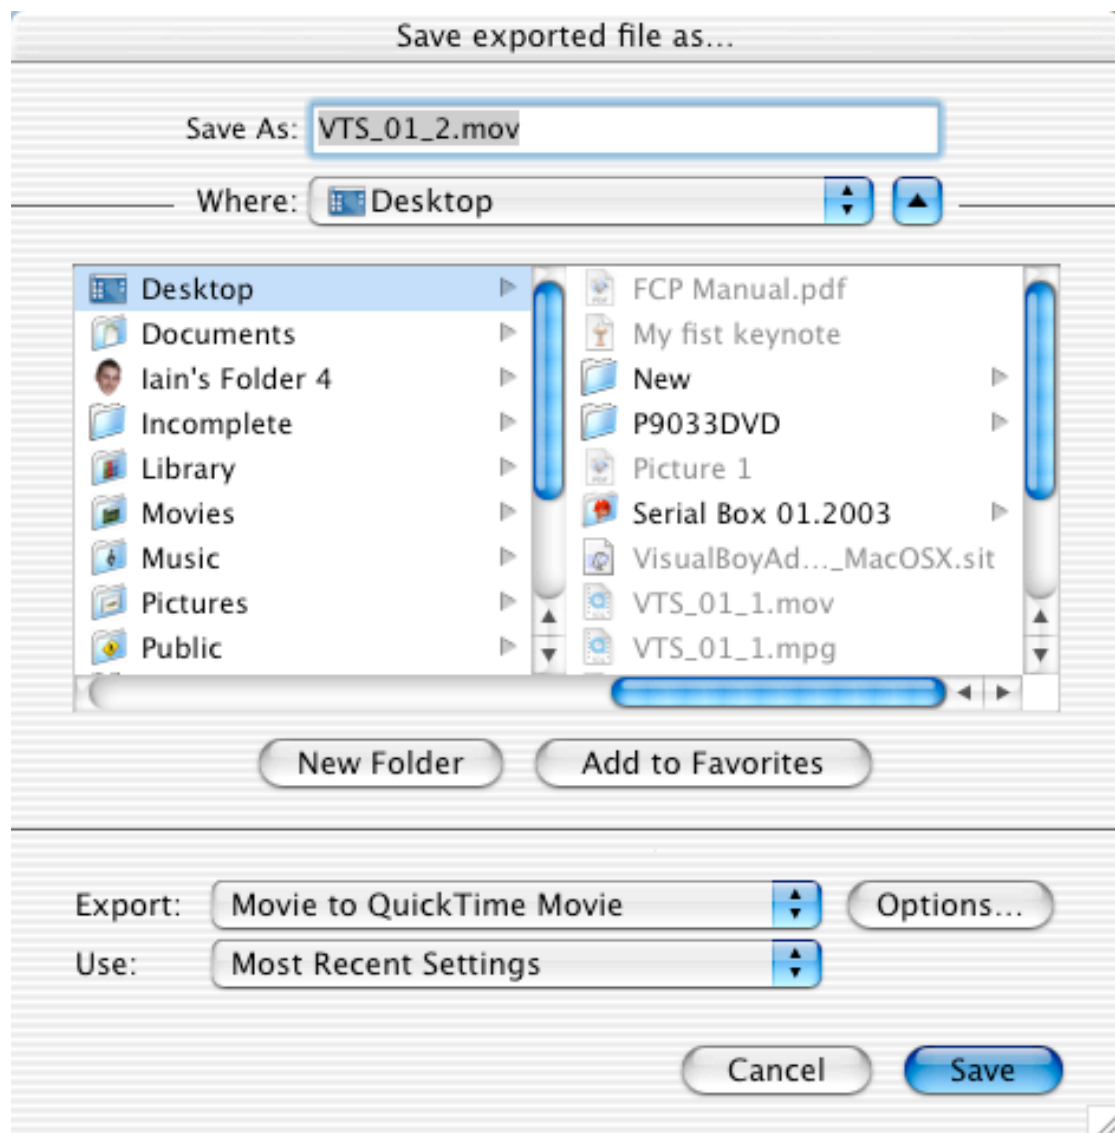 Save exported file as...
Save As: VTS_01_2.mov
Where: Desktop
Desktop
Documents
Iain's Folder 4
Incomplete
Library
Movies
Music
Pictures
Public
FCP Manual.pdf
My fist keynote
New
P9033DVD
Picture 1
Serial Box 01.2003
VisualBoyAd..._MacOSX.sit
VTS_01_1.mov
VTS_01_1.mpg
New Folder Add to Favorites
Export: Movie to QuickTime Movie Options...
Use: Most Recent Settings
Cancel Save